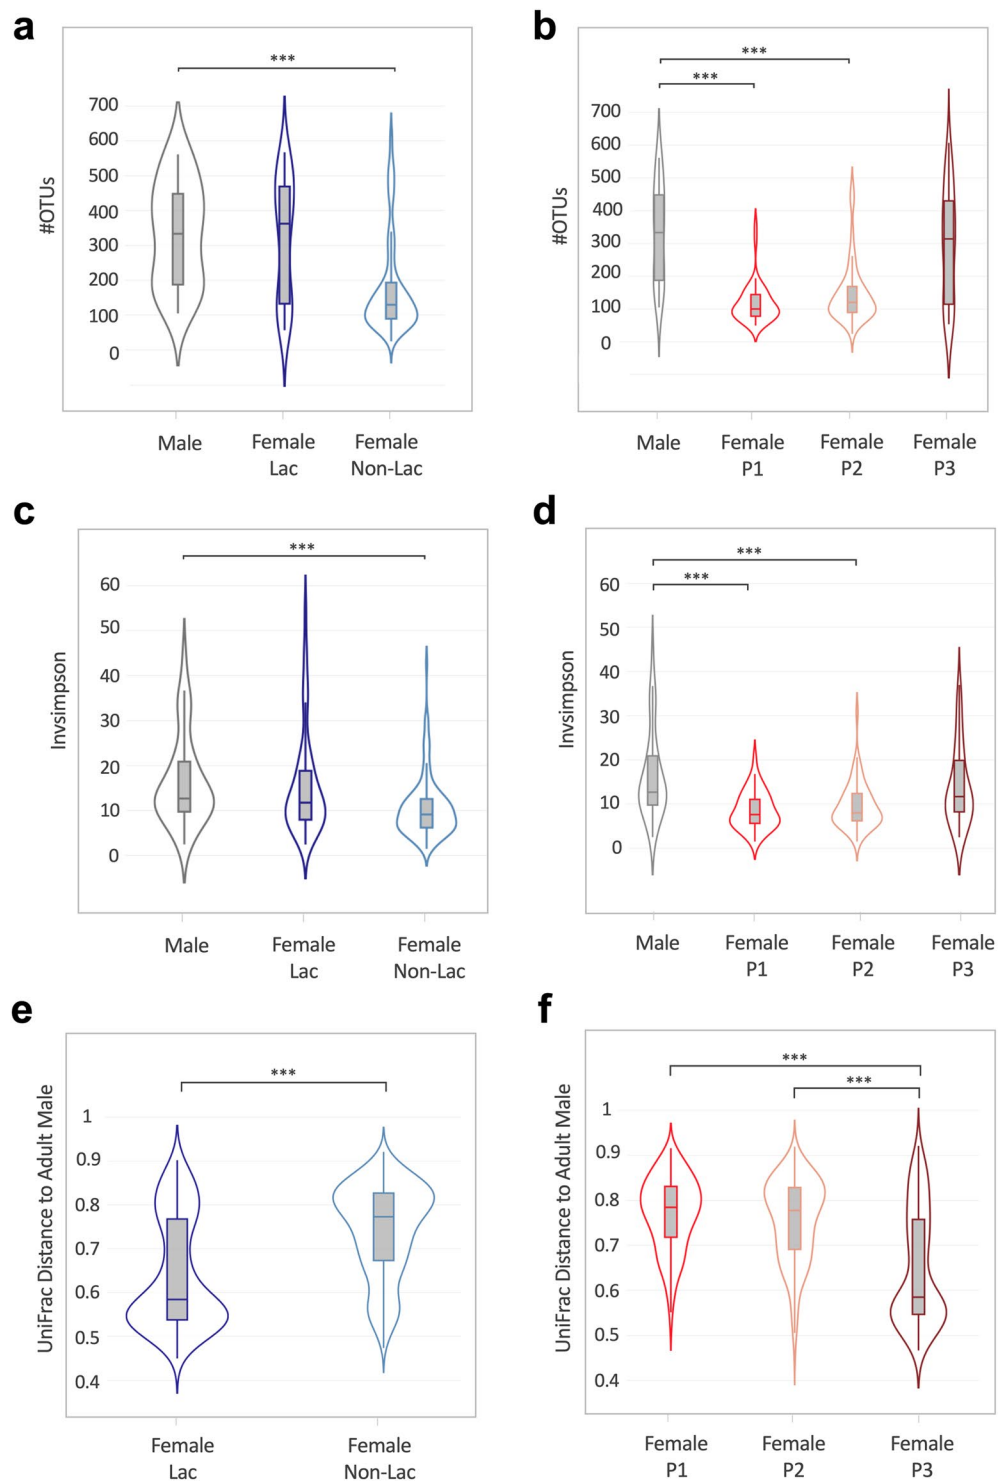 a
***
#OTUs
700
600
500
400
300
200
100
0
Male
Female
Lac
Female
Non-Lac
b
***
***
#OTUs
700
600
500
400
300
200
100
0
Male
Female
P1
Female
P2
Female
P3
c
***
Invsimpson
60
50
40
30
20
10
0
Male
Female
Lac
Female
Non-Lac
d
***
***
Invsimpson
60
50
40
30
20
10
0
Male
Female
P1
Female
P2
Female
P3
e
***
UniFrac Distance to Adult Male
1
0.9
0.8
0.7
0.6
0.5
0.4
Female
Lac
Female
Non-Lac
f
***
***
UniFrac Distance to Adult Male
1
0.9
0.8
0.7
0.6
0.5
0.4
Female
P1
Female
P2
Female
P3